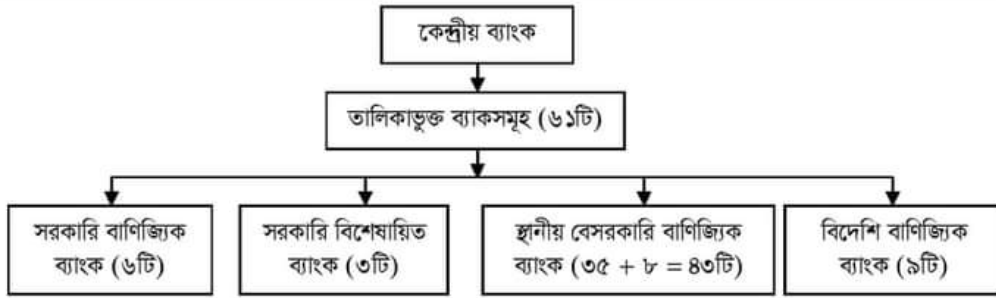 কেন্দ্রীয় ব্যাংক
তালিকাভুক্ত ব্যাকসমূহ (৬১টি)
সরকারি বাণিজ্যিক
ব্যাংক (৬টি)
সরকারি বিশেষায়িত
ব্যাংক (৩টি)
স্থানীয় বেসরকারি বাণিজ্যিক
ব্যাংক (৩৫ + ৮ = ৪৩টি)
বিদেশি বাণিজ্যিক
ব্যাংক (৯টি)